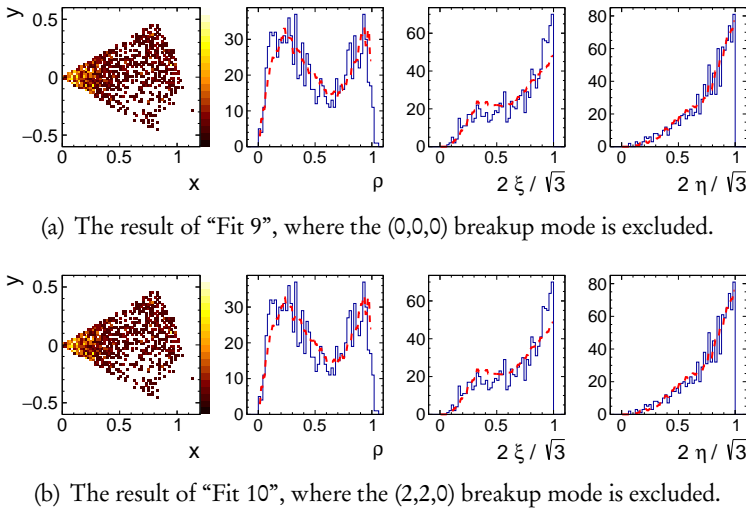 y
0.5
0
−0.5
0 0.5 1
x
30
20
10
0
0 0.5 1
ρ
60
40
20
0
0 0.5 1
2 ξ / √3
80
60
40
20
0
0 0.5 1
2 η / √3
(a) The result of “Fit 9”, where the (0,0,0) breakup mode is excluded.
y
0.5
0
−0.5
0 0.5 1
x
30
20
10
0
0 0.5 1
ρ
60
40
20
0
0 0.5 1
2 ξ / √3
80
60
40
20
0
0 0.5 1
2 η / √3
(b) The result of “Fit 10”, where the (2,2,0) breakup mode is excluded.